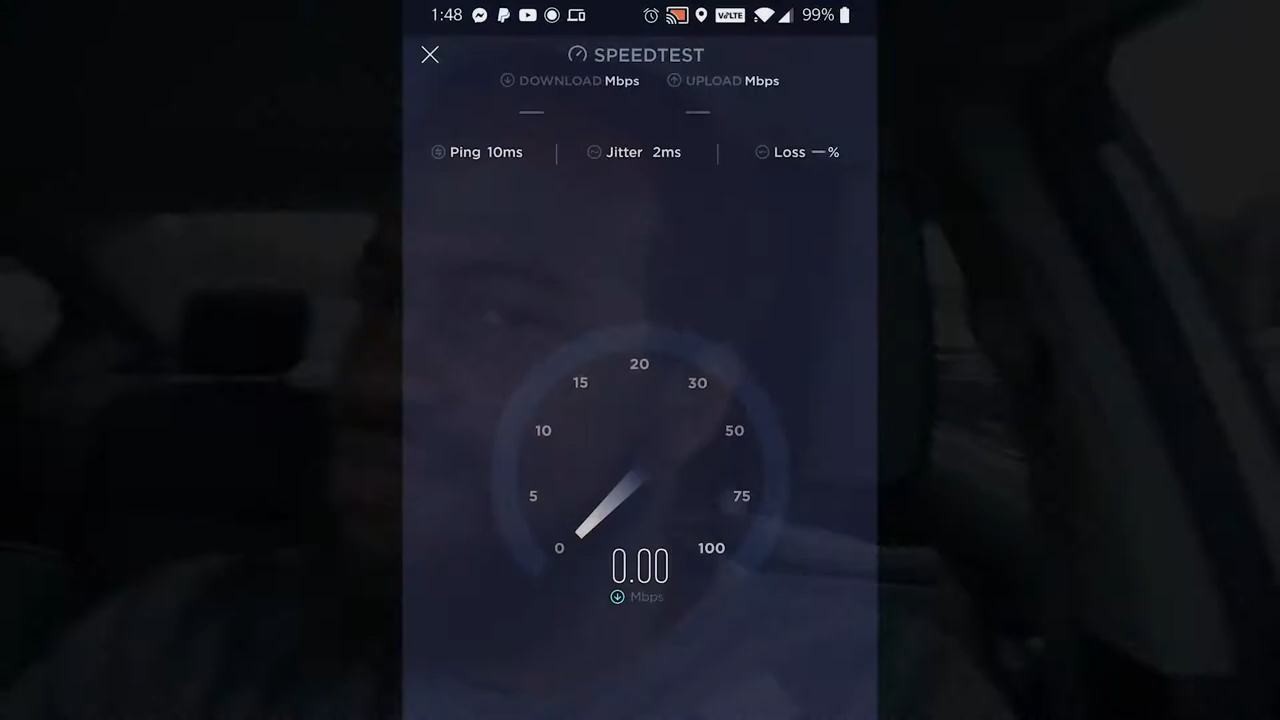 1:48 VoLTE 99%
SPEEDTEST
DOWNLOAD Mbps UPLOAD Mbps
— —
Ping 10ms | Jitter 2ms | Loss —%
20
15 30
10 50
5 75
0 100
0.00
Mbps